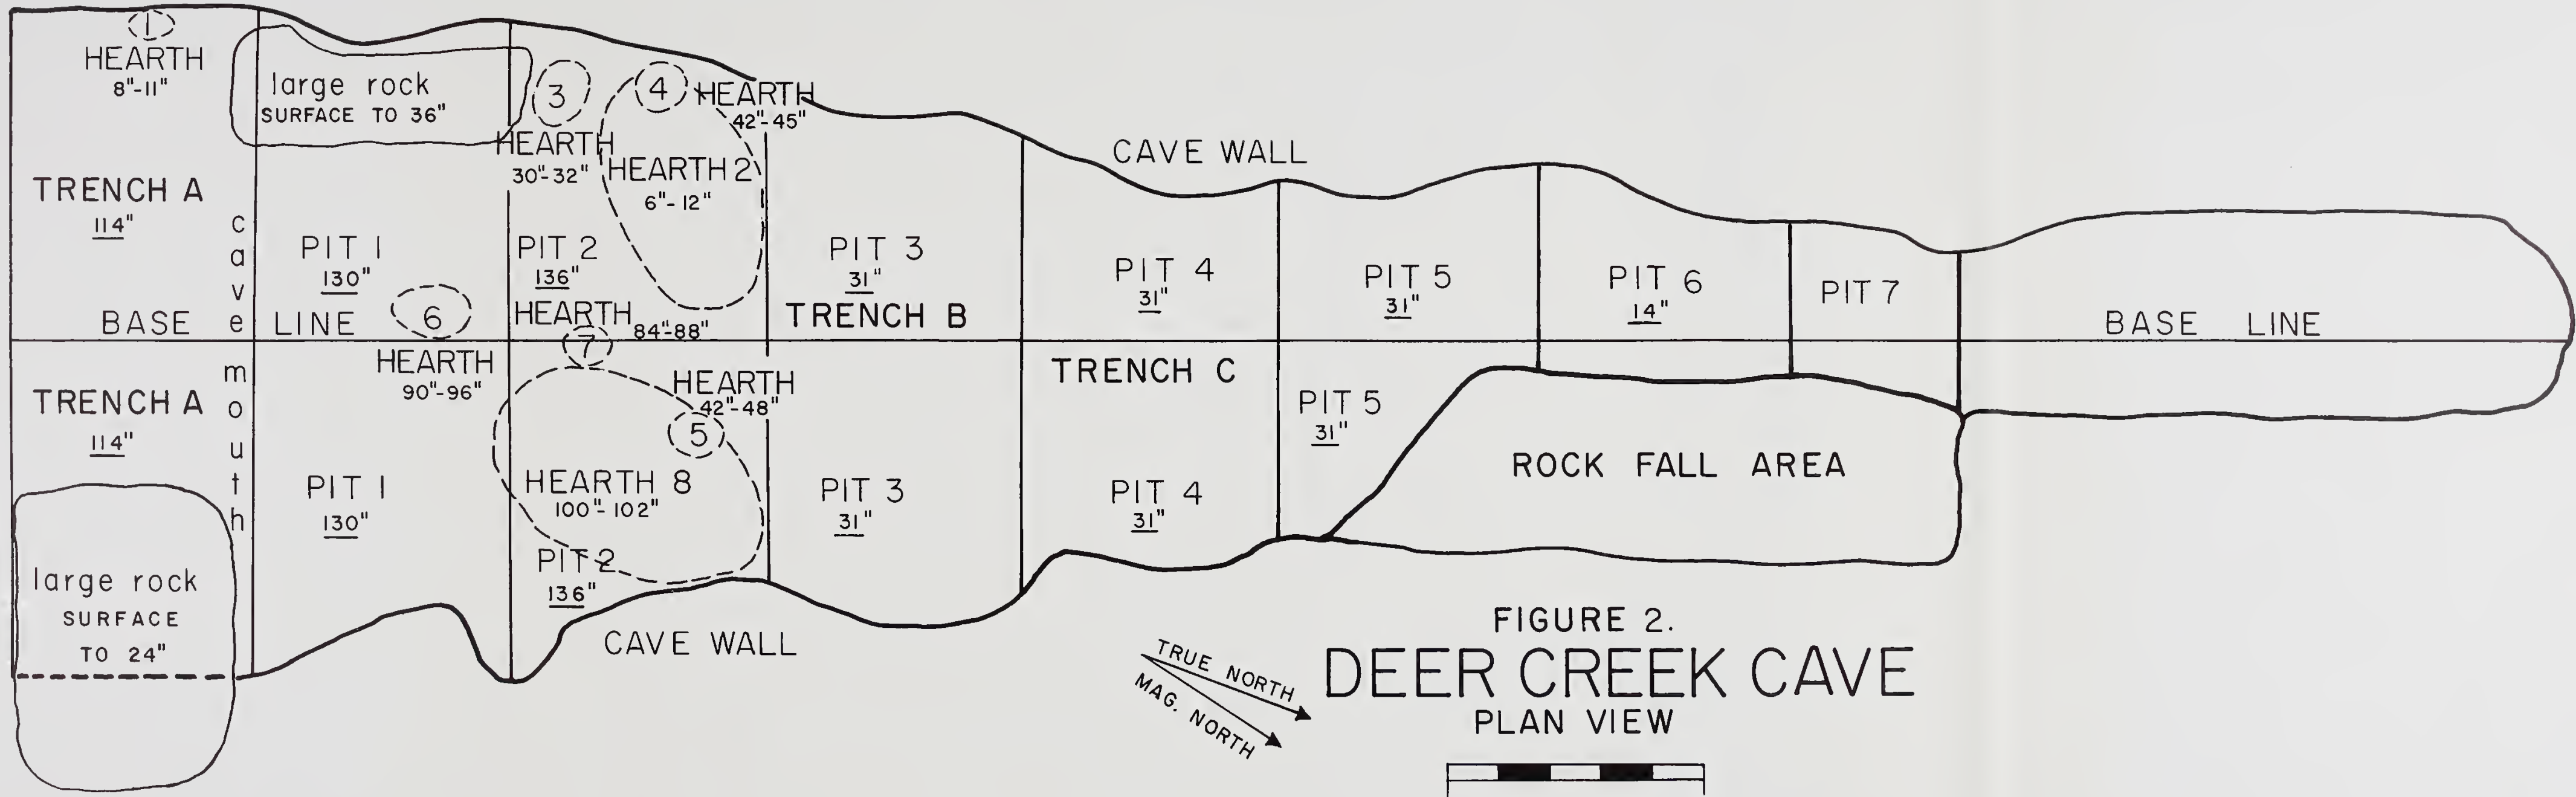 1
HEARTH
8"-11"
large rock
SURFACE TO 36"
3
HEARTH
30"-32"
4
HEARTH
42"-45"
HEARTH 2
6"-12"
CAVE WALL
TRENCH A
114"
cave
PIT 1
130"
PIT 2
136"
PIT 3
31"
PIT 4
31"
PIT 5
31"
PIT 6
14"
PIT 7
BASE LINE
6
HEARTH
84"-88"
7
TRENCH B
BASE LINE
HEARTH
90"-96"
TRENCH A
114"
mouth
HEARTH
42"-48"
5
TRENCH C
PIT 5
31"
PIT 1
130"
HEARTH 8
100"-102"
PIT 2
136"
PIT 3
31"
PIT 4
31"
ROCK FALL AREA
large rock
SURFACE
TO 24"
CAVE WALL
TRUE NORTH
MAG. NORTH
FIGURE 2.
DEER CREEK CAVE
PLAN VIEW